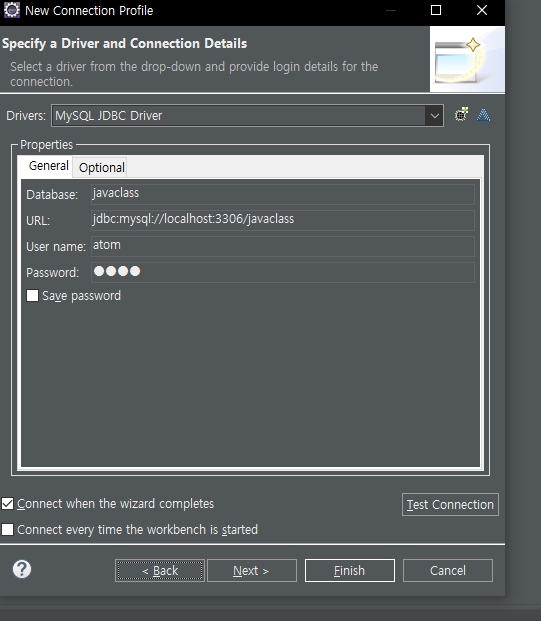 New Connection Profile
Specify a Driver and Connection Details
Select a driver from the drop-down and provide login details for the
connection.
Drivers: MySQL JDBC Driver
Properties
General Optional
Database: javaclass
URL: jdbc:mysql://localhost:3306/javaclass
User name: atom
Password: ●●●●
Save password
Connect when the wizard completes
Test Connection
Connect every time the workbench is started
? < Back Next > Finish Cancel